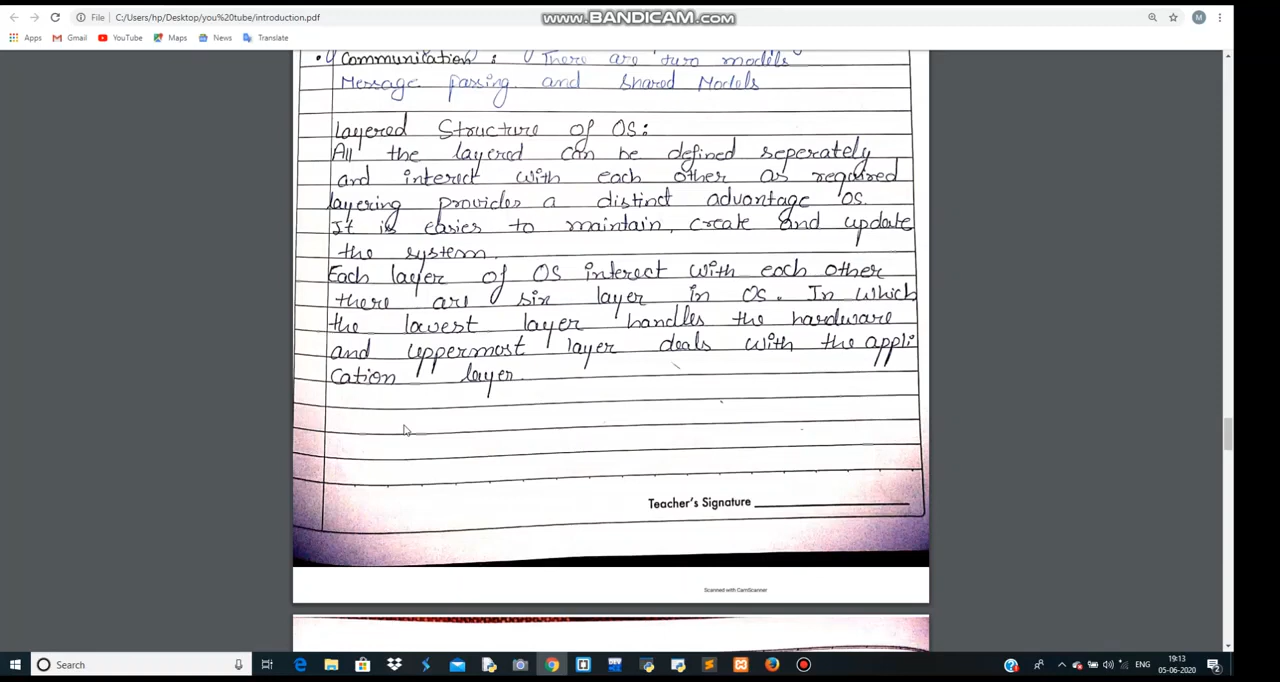 File C:/Users/hp/Desktop/you%20tube/introduction.pdf
www.BANDICAM.com
M
Apps Gmail YouTube Maps News Translate
• Communication : There are two models
Message passing and shared Models
Layered Structure of OS:
All the layered can be defined seperately
and interect with each other as required
layering provides a distinct advantage OS.
It is easies to maintain, create and update
the system.
Each layer of OS interect with each other
there are six layer in OS. In which
the lowest layer handles the hardware
and uppermost layer deals with the appli
cation layer.
Teacher's Signature
Scanned with CamScanner
Search
ENG
19:13
05-06-2020
2